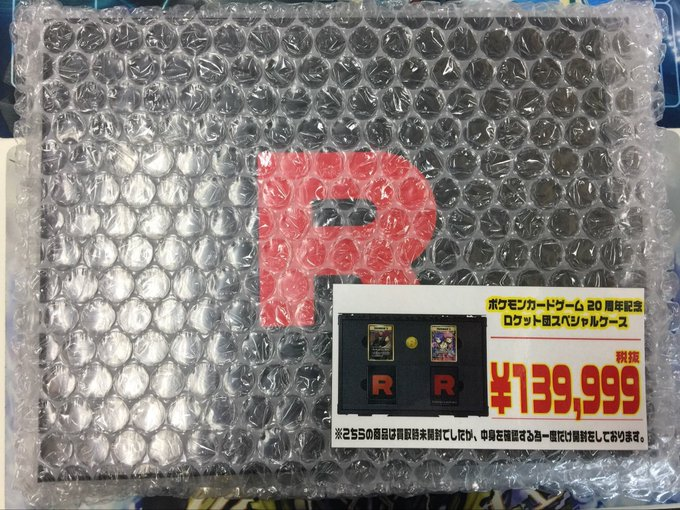 R
ポケモンカードゲーム 20 周年記念
ロケット団スペシャルケース
税抜
¥139,999
R R
※こちらの商品は買取時未開封でしたが、中身を確認する為一度だけ開封をしております。